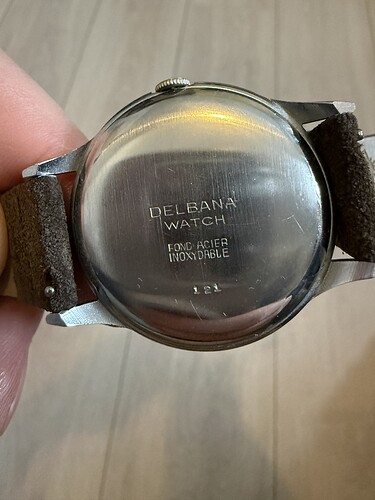 DELBANA
WATCH
FOND ACIER
INOXYDABLE
121